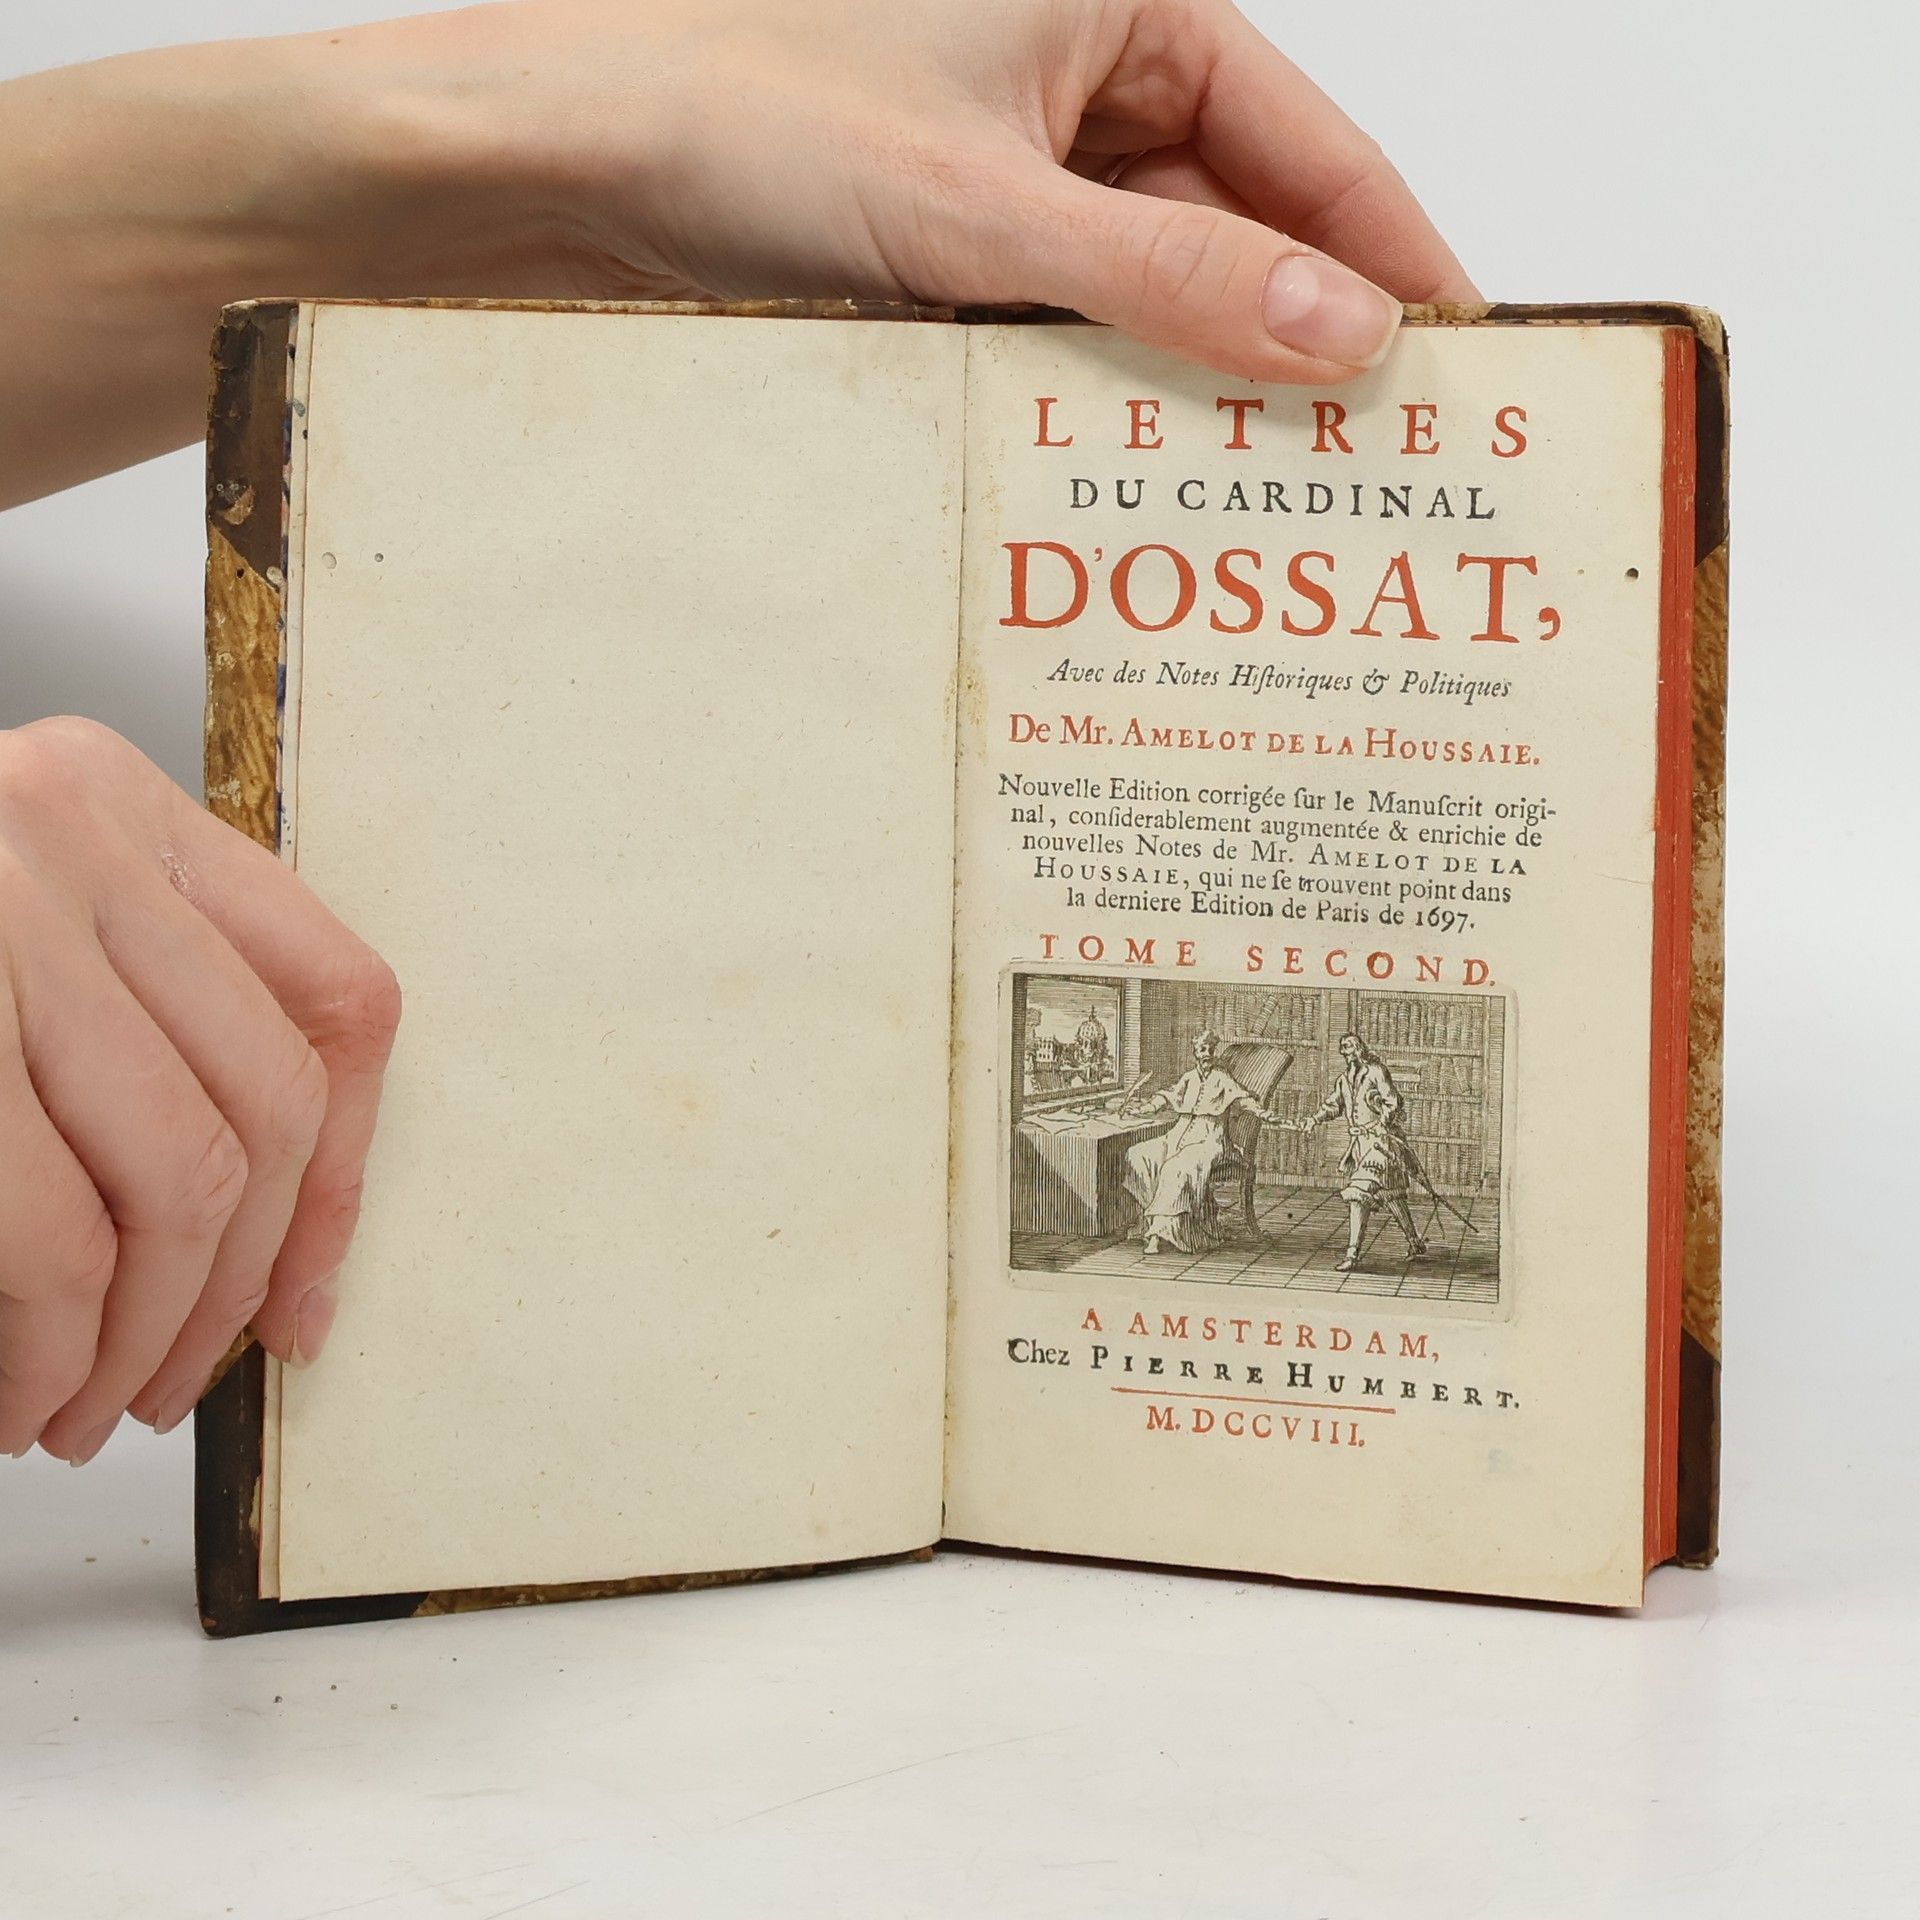 LETRES
DU CARDINAL
D'OSSAT,
Avec des Notes Hiſtoriques & Politiques
De Mr. AMELOT DE LA HOUSSAIE.
Nouvelle Edition corrigée ſur le Manuſcrit origi-
nal, conſiderablement augmentée & enrichie de
nouvelles Notes de Mr. AMELOT DE LA
HOUSSAIE, qui ne ſe trouvent point dans
la derniere Edition de Paris de 1697.
TOME SECOND.
A AMSTERDAM,
Chez PIERRE HUMBERT.
M. DCCVIII.